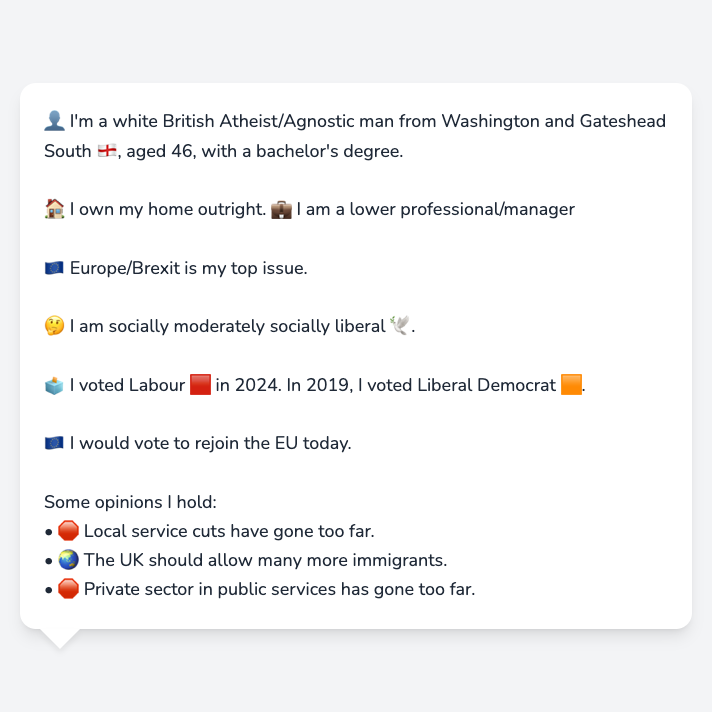 👤 I'm a white British Atheist/Agnostic man from Washington and Gateshead
South 🏴󠁧󠁢󠁥󠁮󠁧󠁿, aged 46, with a bachelor's degree.
🏠 I own my home outright. 💼 I am a lower professional/manager
🇪🇺 Europe/Brexit is my top issue.
🤔 I am socially moderately socially liberal 🕊️.
🗳️ I voted Labour 🟥 in 2024. In 2019, I voted Liberal Democrat 🟧.
🇪🇺 I would vote to rejoin the EU today.
Some opinions I hold:
• 🛑 Local service cuts have gone too far.
• 🌏 The UK should allow many more immigrants.
• 🛑 Private sector in public services has gone too far.